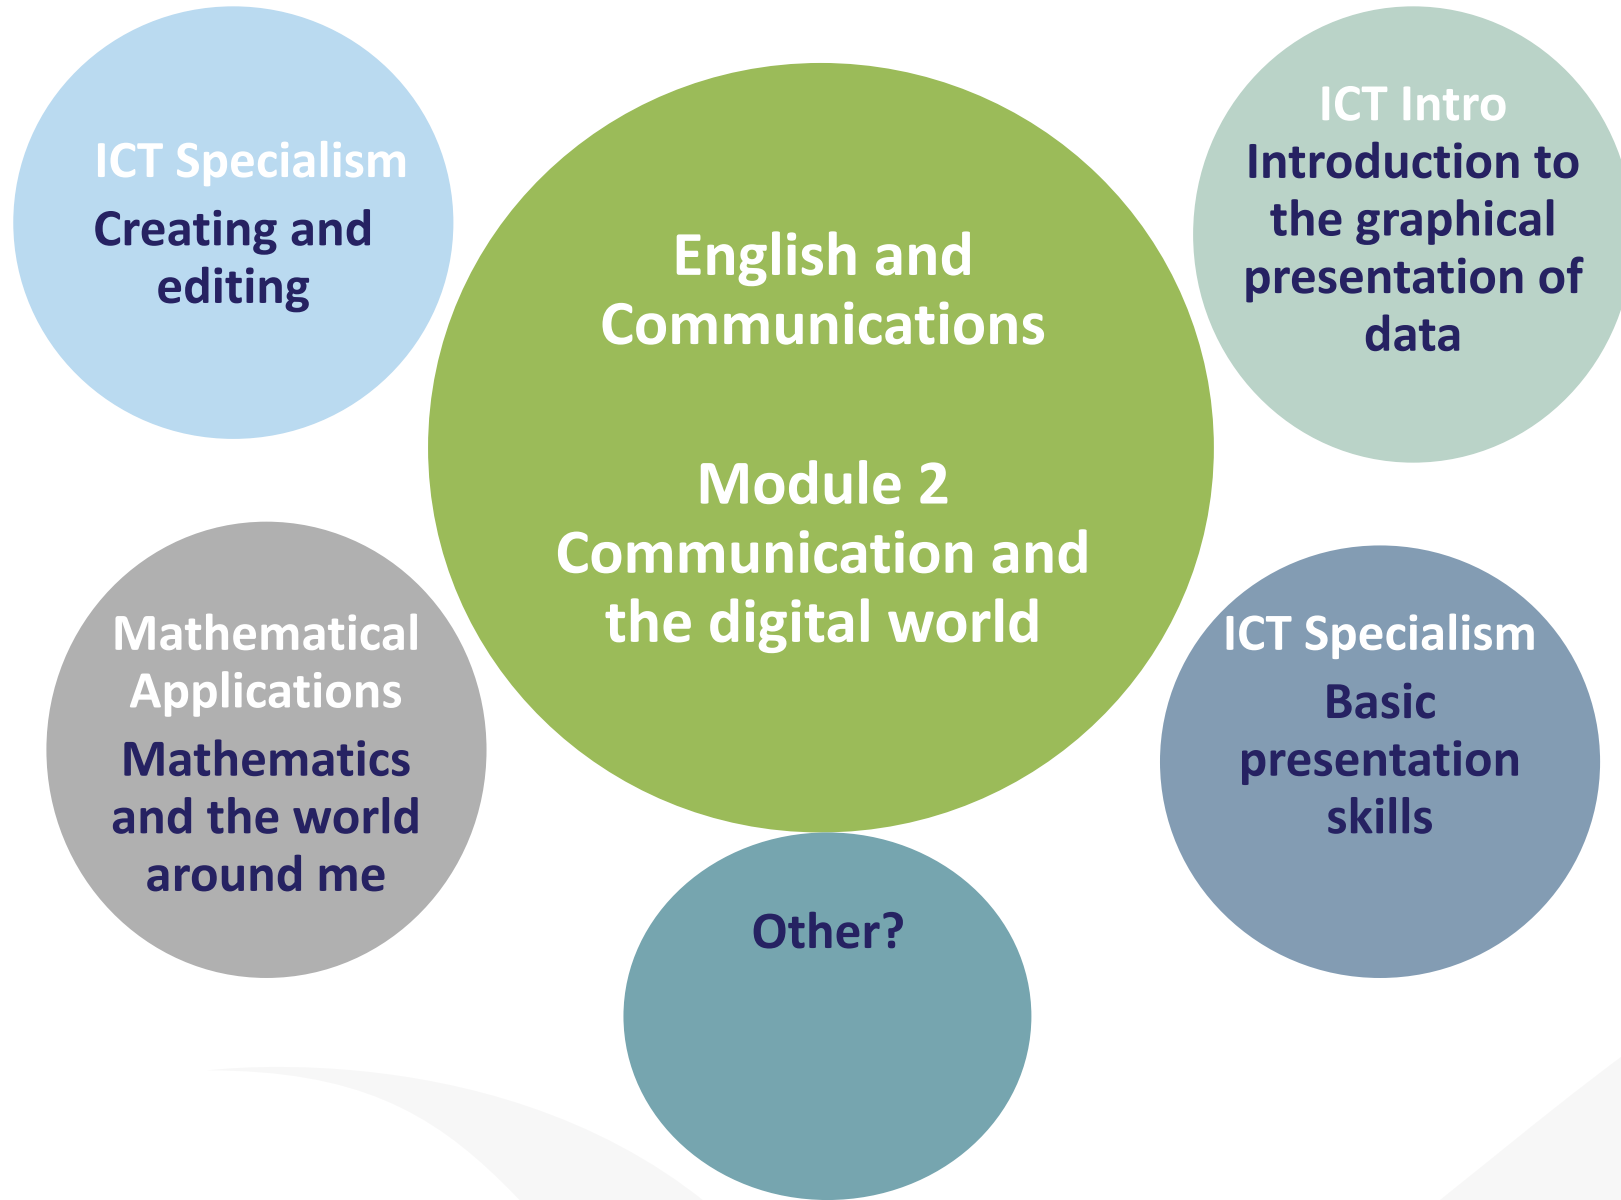 ICT Specialism
Creating and
editing
English and
Communications
Module 2
Communication and
the digital world
ICT Intro
Introduction to
the graphical
presentation of
data
Mathematical
Applications
Mathematics
and the world
around me
ICT Specialism
Basic
presentation
skills
Other?